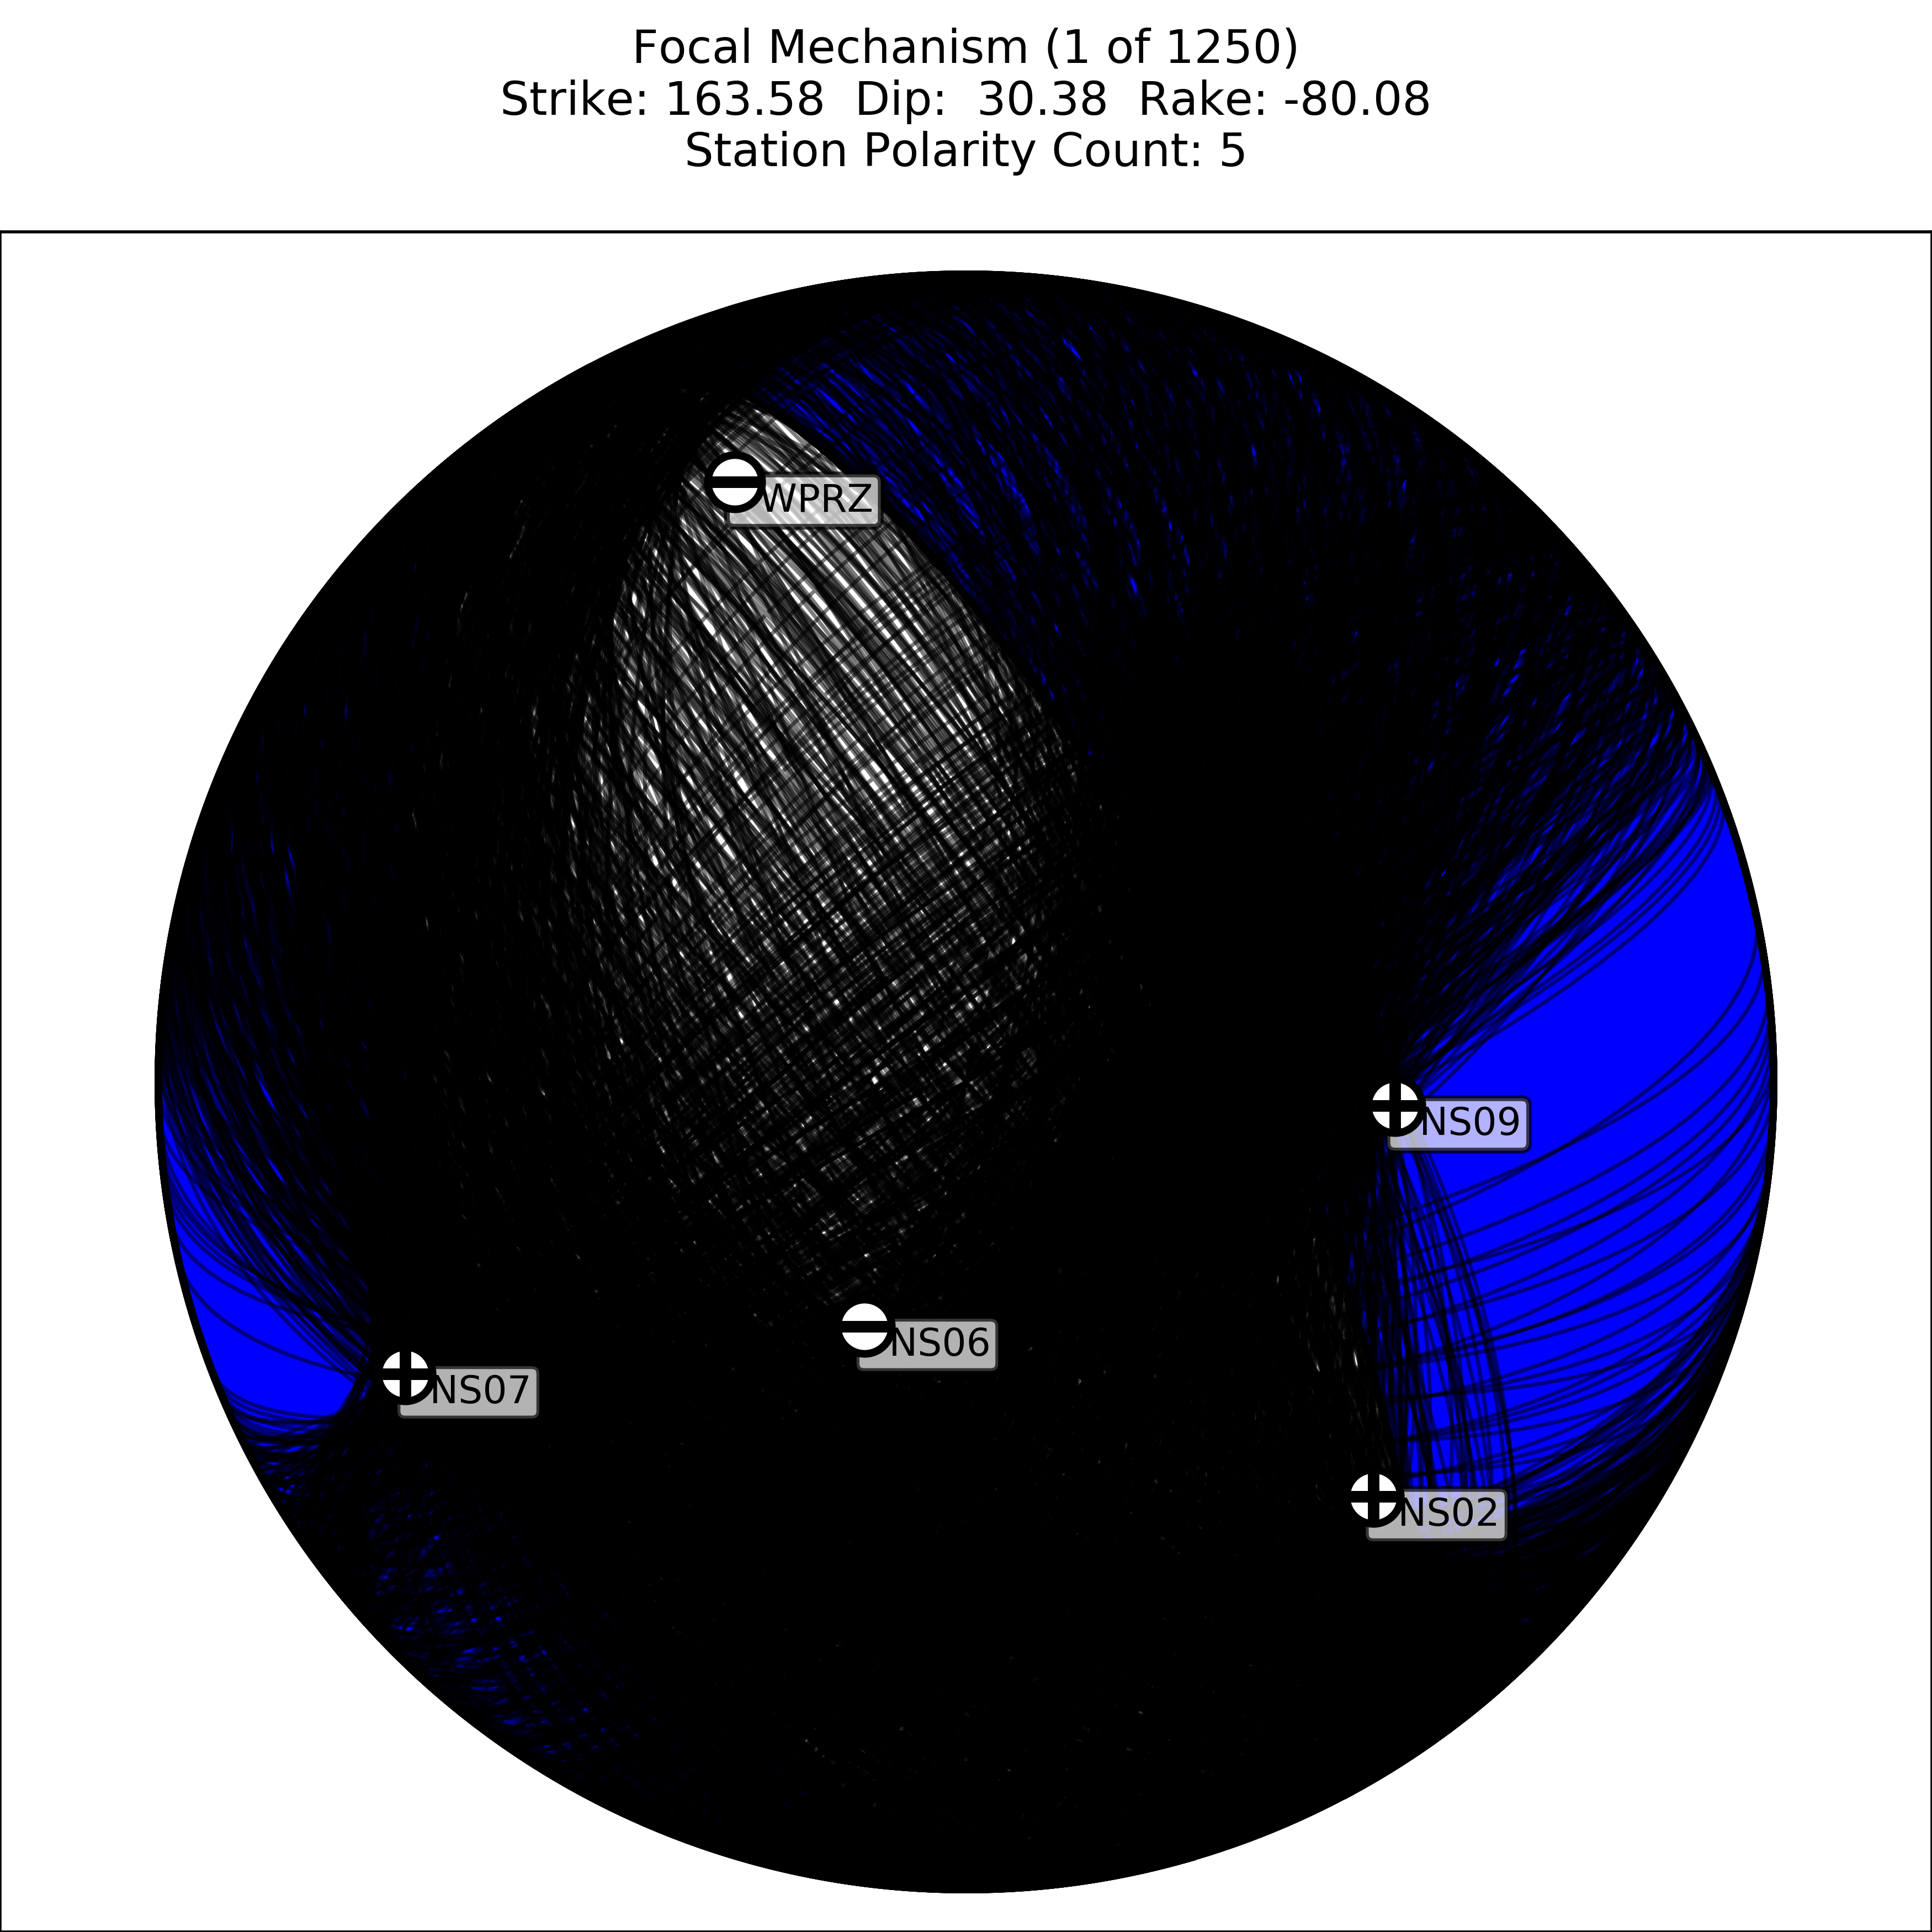 Focal Mechanism (1 of 1250)
Strike: 163.58 Dip: 30.38 Rake: -80.08
Station Polarity Count: 5
WPRZ
NS09
NS06
NS07
NS02